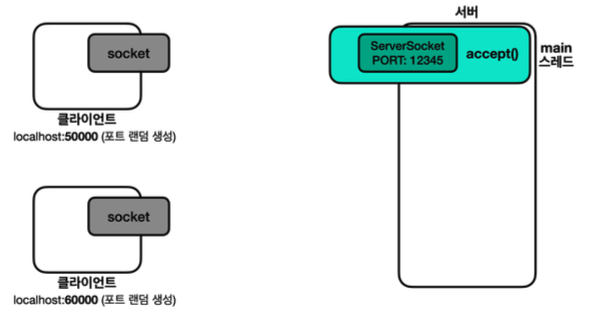 socket
클라이언트
localhost:50000 (포트 랜덤 생성)
socket
클라이언트
localhost:60000 (포트 랜덤 생성)
서버
ServerSocket
PORT: 12345
accept()
main
스레드